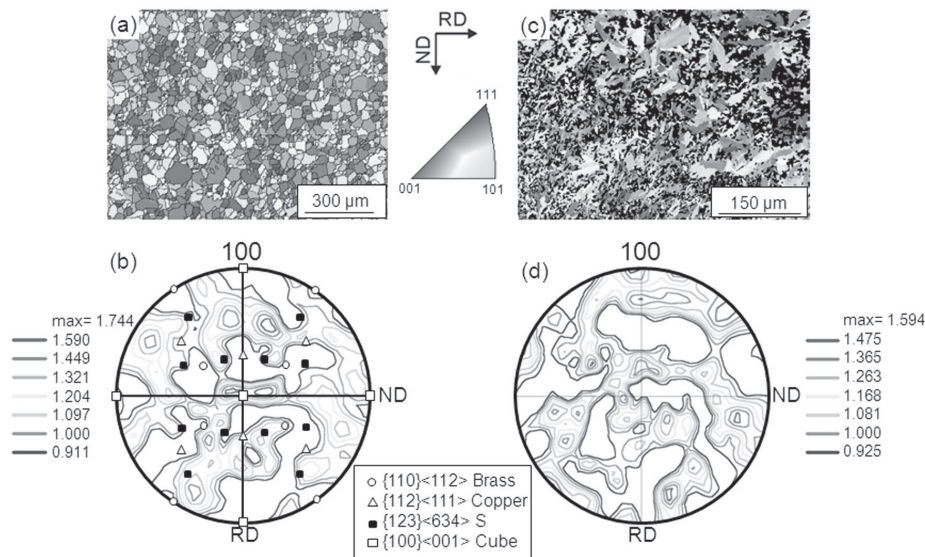 (a)
RD
ND
111
001
101
300 µm
(c)
150 µm
(b)
100
max= 1.744
1.590
1.449
1.321
1.204
1.097
1.000
0.911
ND
RD
{110}<112> Brass
{112}<111> Copper
{123}<634> S
{100}<001> Cube
(d)
100
ND
RD
max= 1.594
1.475
1.365
1.263
1.168
1.081
1.000
0.925